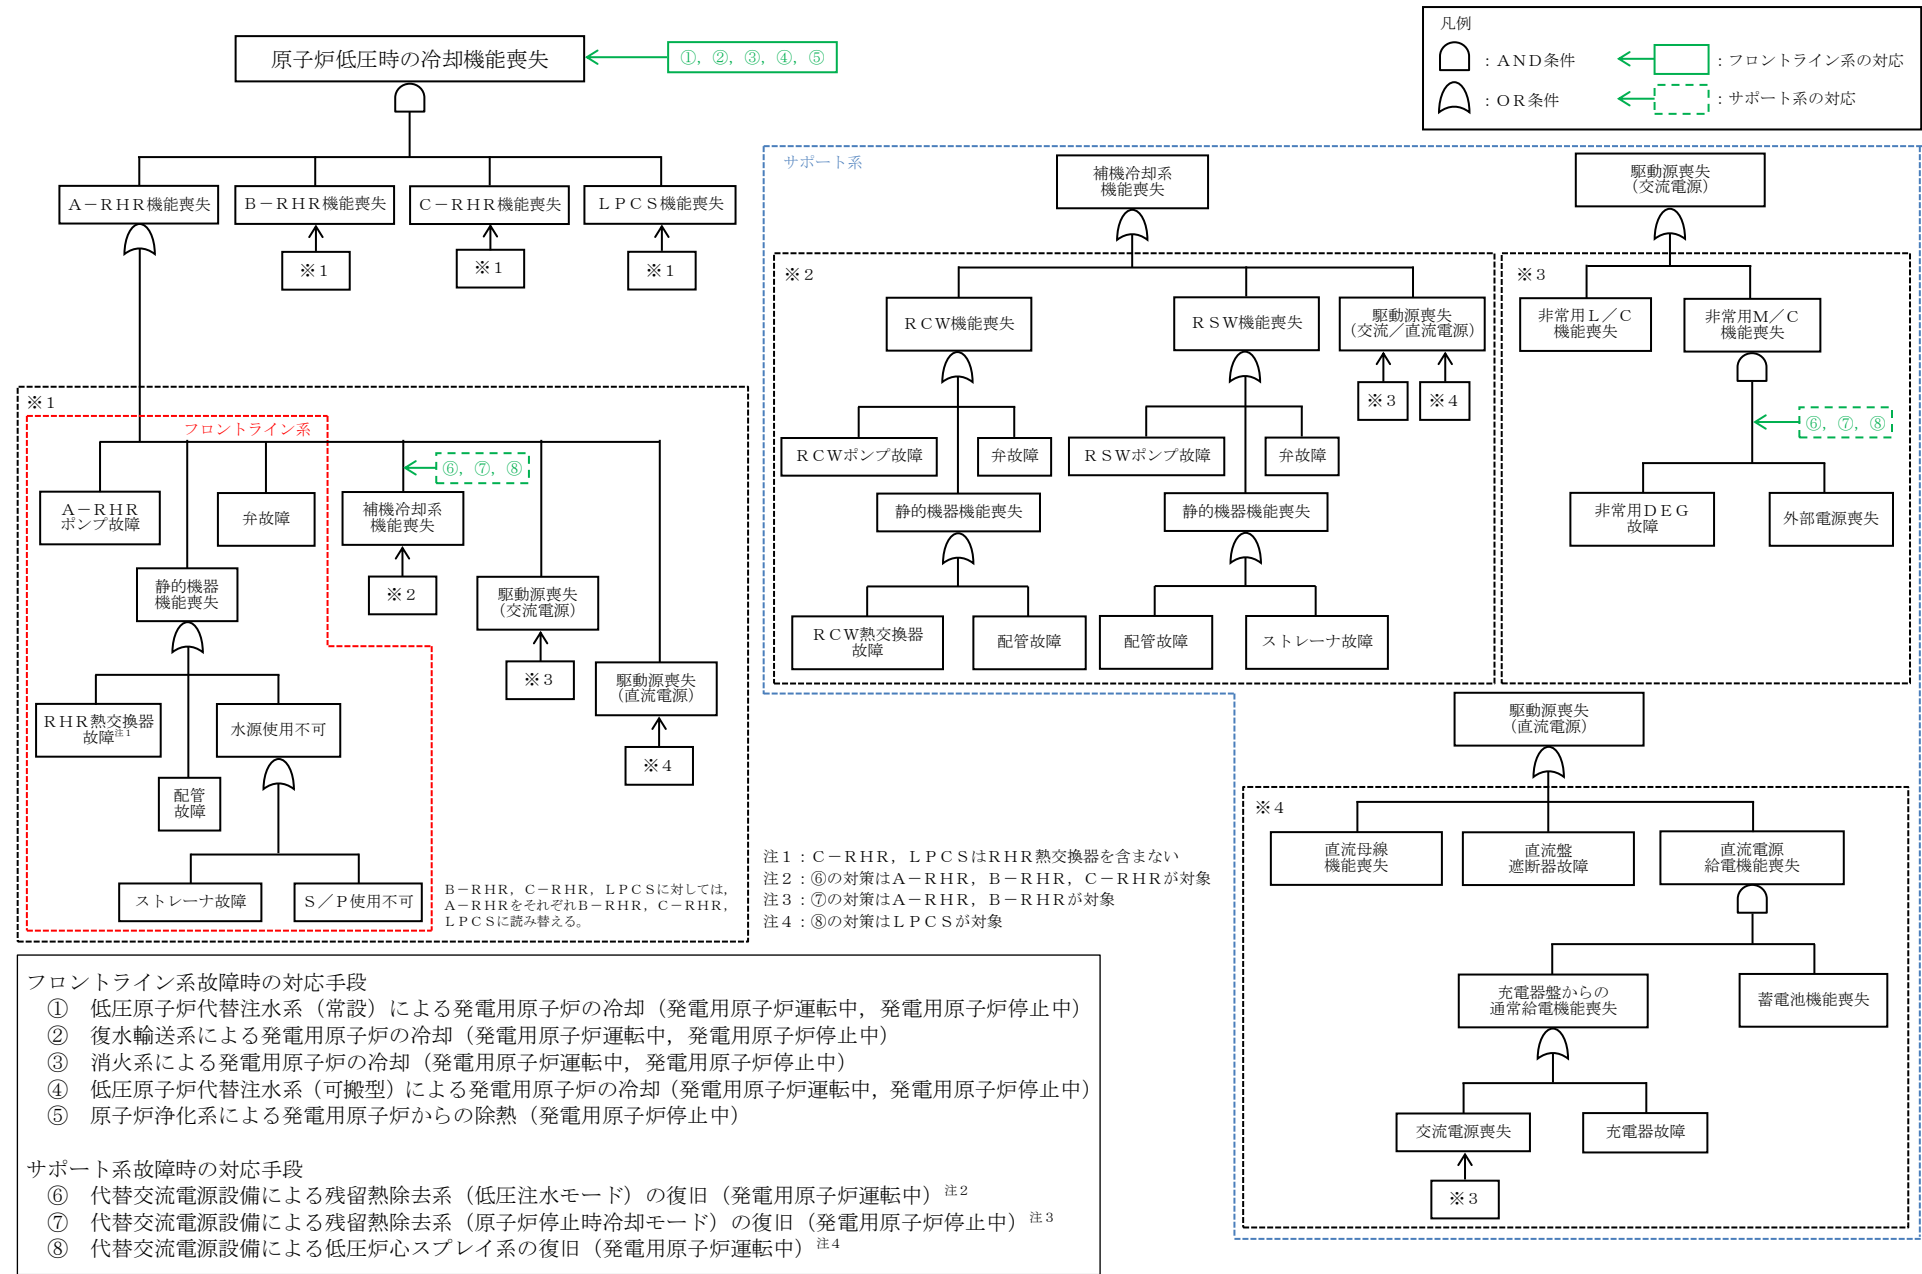 原子炉低圧時の冷却機能喪失
①，②，③，④，⑤
凡例
：ＡＮＤ条件
：フロントライン系の対応
：ＯＲ条件
：サポート系の対応
Ａ－ＲＨＲ機能喪失
Ｂ－ＲＨＲ機能喪失
Ｃ－ＲＨＲ機能喪失
ＬＰＣＳ機能喪失
※１
※１
※１
※１
フロントライン系
Ａ－ＲＨＲ
ポンプ故障
弁故障
⑥，⑦，⑧
補機冷却系
機能喪失
※２
静的機器
機能喪失
駆動源喪失
（交流電源）
※３
駆動源喪失
（直流電源）
※４
ＲＨＲ熱交換器
故障注１
水源使用不可
配管
故障
ストレーナ故障
Ｓ／Ｐ使用不可
Ｂ－ＲＨＲ，Ｃ－ＲＨＲ，ＬＰＣＳに対しては，
Ａ－ＲＨＲをそれぞれＢ－ＲＨＲ，Ｃ－ＲＨＲ，
ＬＰＣＳに読み替える。
サポート系
補機冷却系
機能喪失
※２
ＲＣＷ機能喪失
ＲＳＷ機能喪失
駆動源喪失
（交流／直流電源）
※３
※４
ＲＣＷポンプ故障
弁故障
ＲＳＷポンプ故障
弁故障
静的機器機能喪失
静的機器機能喪失
ＲＣＷ熱交換器
故障
配管故障
配管故障
ストレーナ故障
駆動源喪失
（交流電源）
※３
非常用Ｌ／Ｃ
機能喪失
非常用Ｍ／Ｃ
機能喪失
⑥，⑦，⑧
非常用ＤＥＧ
故障
外部電源喪失
駆動源喪失
（直流電源）
※４
直流母線
機能喪失
直流盤
遮断器故障
直流電源
給電機能喪失
充電器盤からの
通常給電機能喪失
蓄電池機能喪失
交流電源喪失
充電器故障
※３
注１：Ｃ－ＲＨＲ，ＬＰＣＳはＲＨＲ熱交換器を含まない
注２：⑥の対策はＡ－ＲＨＲ，Ｂ－ＲＨＲ，Ｃ－ＲＨＲが対象
注３：⑦の対策はＡ－ＲＨＲ，Ｂ－ＲＨＲが対象
注４：⑧の対策はＬＰＣＳが対象
フロントライン系故障時の対応手段
①　低圧原子炉代替注水系（常設）による発電用原子炉の冷却（発電用原子炉運転中，発電用原子炉停止中）
②　復水輸送系による発電用原子炉の冷却（発電用原子炉運転中，発電用原子炉停止中）
③　消火系による発電用原子炉の冷却（発電用原子炉運転中，発電用原子炉停止中）
④　低圧原子炉代替注水系（可搬型）による発電用原子炉の冷却（発電用原子炉運転中，発電用原子炉停止中）
⑤　原子炉浄化系による発電用原子炉からの除熱（発電用原子炉停止中）
サポート系故障時の対応手段
⑥　代替交流電源設備による残留熱除去系（低圧注水モード）の復旧（発電用原子炉運転中）注２
⑦　代替交流電源設備による残留熱除去系（原子炉停止時冷却モード）の復旧（発電用原子炉停止中）注３
⑧　代替交流電源設備による低圧炉心スプレイ系の復旧（発電用原子炉運転中）注４